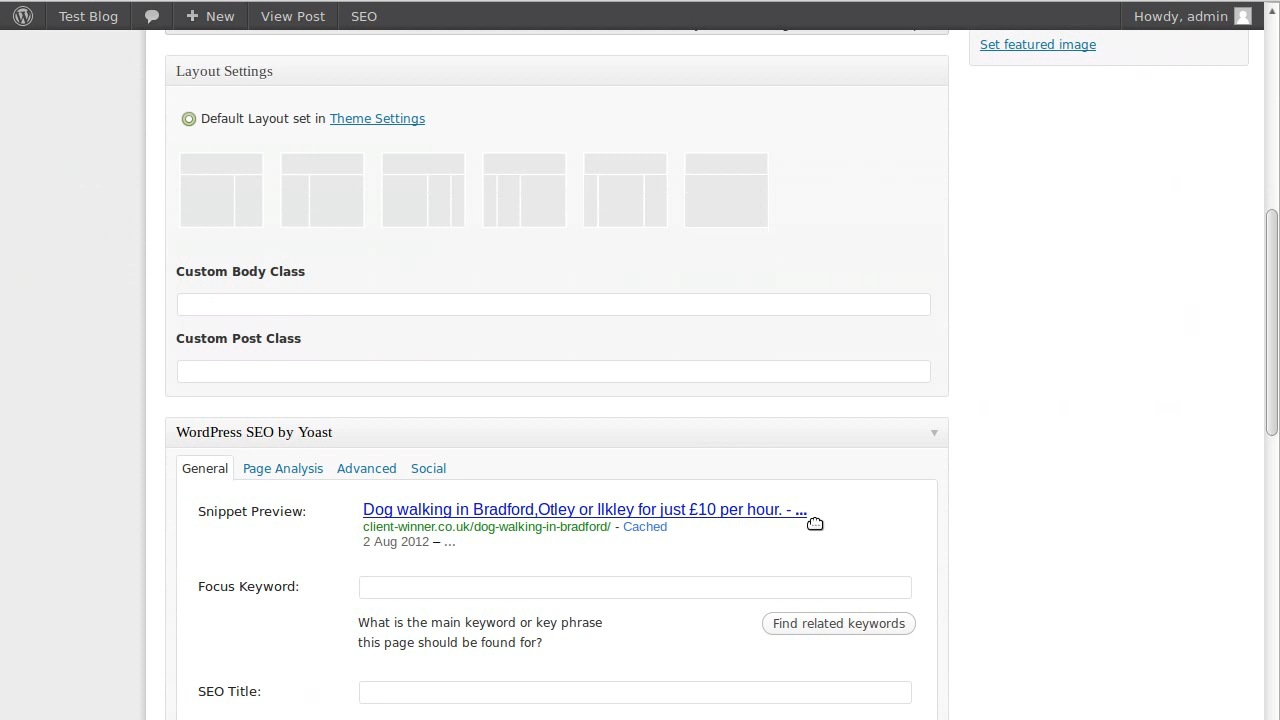 Test Blog New View Post SEO Howdy, admin
Set featured image
Layout Settings
Default Layout set in Theme Settings
Custom Body Class
Custom Post Class
WordPress SEO by Yoast
General Page Analysis Advanced Social
Snippet Preview: Dog walking in Bradford,Otley or Ilkley for just £10 per hour. - ...
client-winner.co.uk/dog-walking-in-bradford/ - Cached
2 Aug 2012 – ...
Focus Keyword:
What is the main keyword or key phrase Find related keywords
this page should be found for?
SEO Title: